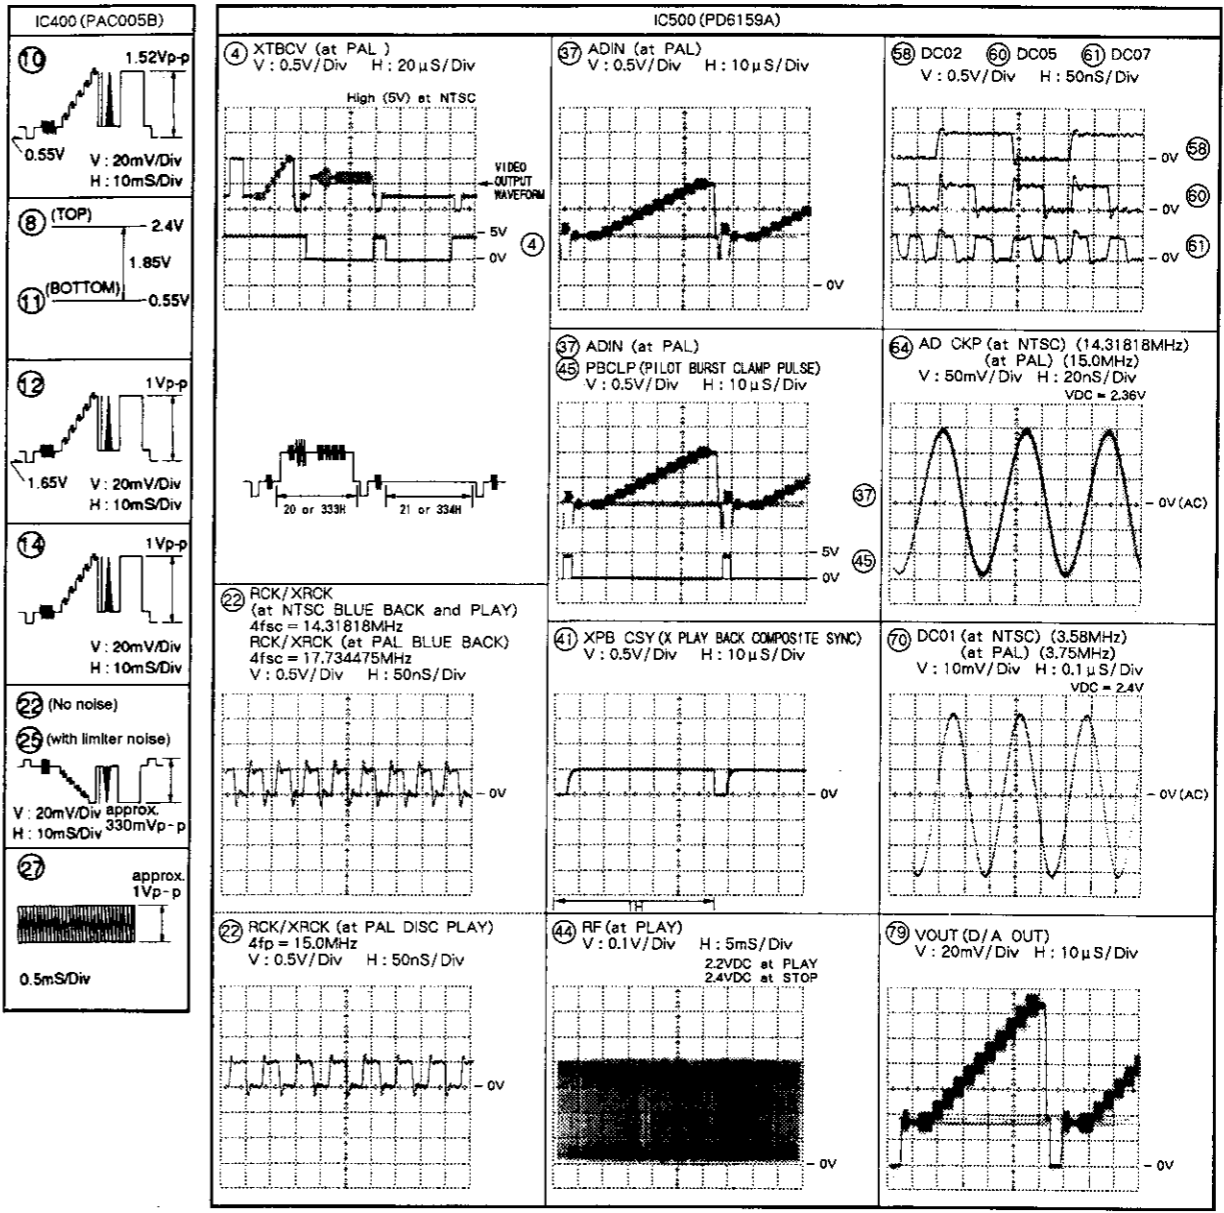 IC400 (PAC005B)
10
1.52Vp-p
0.55V
V : 20mV/Div
H : 10mS/Div
8 (TOP)
2.4V
1.85V
11 (BOTTOM)
0.55V
12
1Vp-p
1.65V
V : 20mV/Div
H : 10mS/Div
14
1Vp-p
V : 20mV/Div
H : 10mS/Div
22 (No noise)
25 (with limiter noise)
V : 20mV/Div
H : 10mS/Div
approx.
330mVp-p
27
approx.
1Vp-p
0.5mS/Div
IC500 (PD6159A)
4 XTBCV (at PAL )
V : 0.5V/Div H : 20μS/Div
High (5V) at NTSC
VIDEO
OUTPUT
WAVEFORM
5V
4
0V
20 or 333H
21 or 334H
22 RCK/XRCK
(at NTSC BLUE BACK and PLAY)
4fsc = 14.31818MHz
RCK/XRCK (at PAL BLUE BACK)
4fsc = 17.734475MHz
V : 0.5V/Div H : 50nS/Div
0V
22 RCK/XRCK (at PAL DISC PLAY)
4fp = 15.0MHz
V : 0.5V/Div H : 50nS/Div
0V
37 ADIN (at PAL)
V : 0.5V/Div H : 10μS/Div
0V
37 ADIN (at PAL)
45 PBCLP (PILOT BURST CLAMP PULSE)
V : 0.5V/Div H : 10μS/Div
37
5V
45
0V
41 XPB CSY (X PLAY BACK COMPOSITE SYNC)
V : 0.5V/Div H : 10μS/Div
0V
1H
44 RF (at PLAY)
V : 0.1V/Div H : 5mS/Div
2.2VDC at PLAY
2.4VDC at STOP
0V
58 DC02 60 DC05 61 DC07
V : 0.5V/Div H : 50nS/Div
0V 58
0V 60
0V 61
64 AD CKP (at NTSC) (14.31818MHz)
(at PAL) (15.0MHz)
V : 50mV/Div H : 20nS/Div
VDC = 2.36V
0V (AC)
70 DC01 (at NTSC) (3.58MHz)
(at PAL) (3.75MHz)
V : 10mV/Div H : 0.1μS/Div
VDC = 2.4V
0V (AC)
79 VOUT (D/A OUT)
V : 20mV/Div H : 10μS/Div
0V